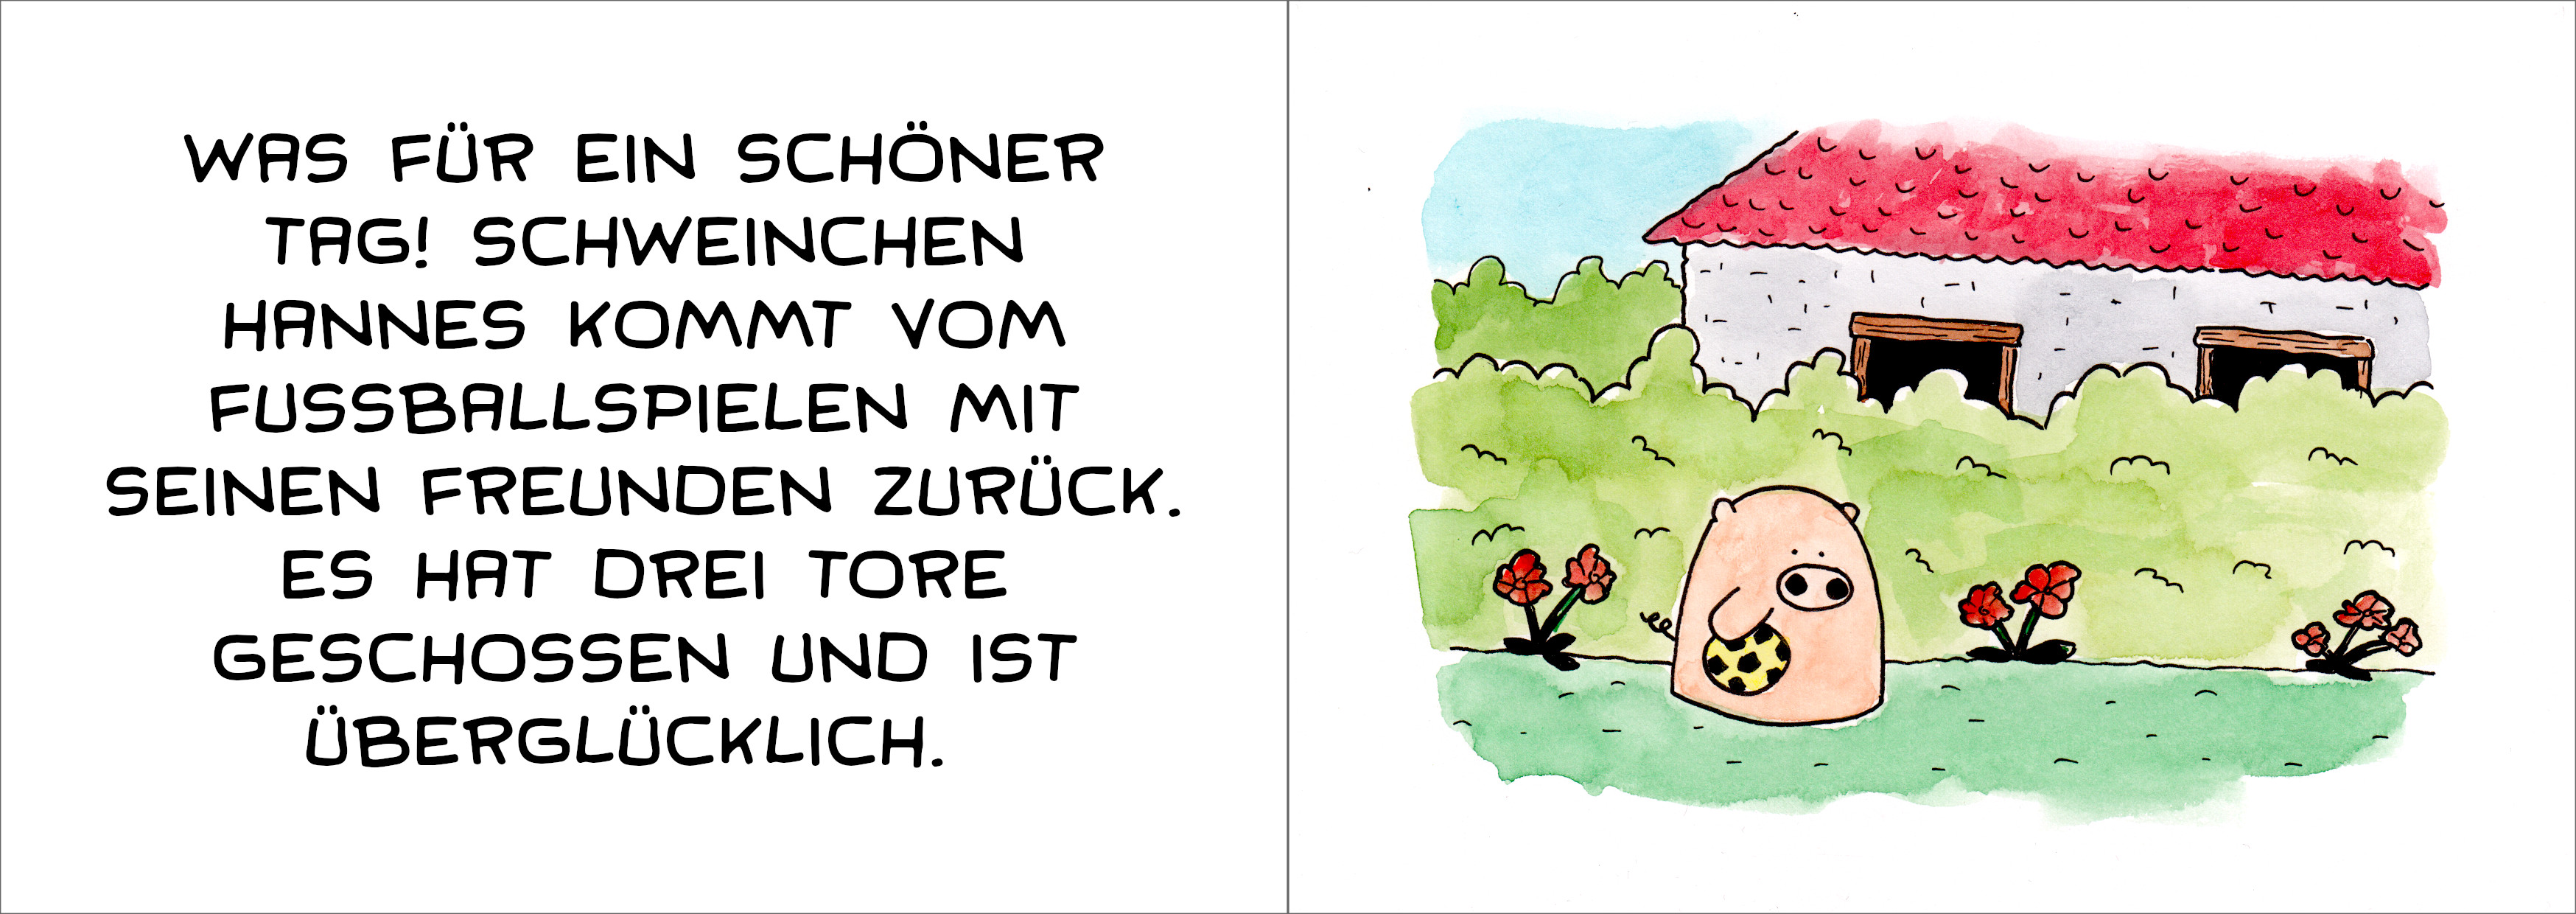 WAS FÜR EIN SCHÖNER
TAG! SCHWEINCHEN
HANNES KOMMT VOM
FUSSBALLSPIELEN MIT
SEINEN FREUNDEN ZURÜCK.
ES HAT DREI TORE
GESCHOSSEN UND IST
ÜBERGLÜCKLICH.